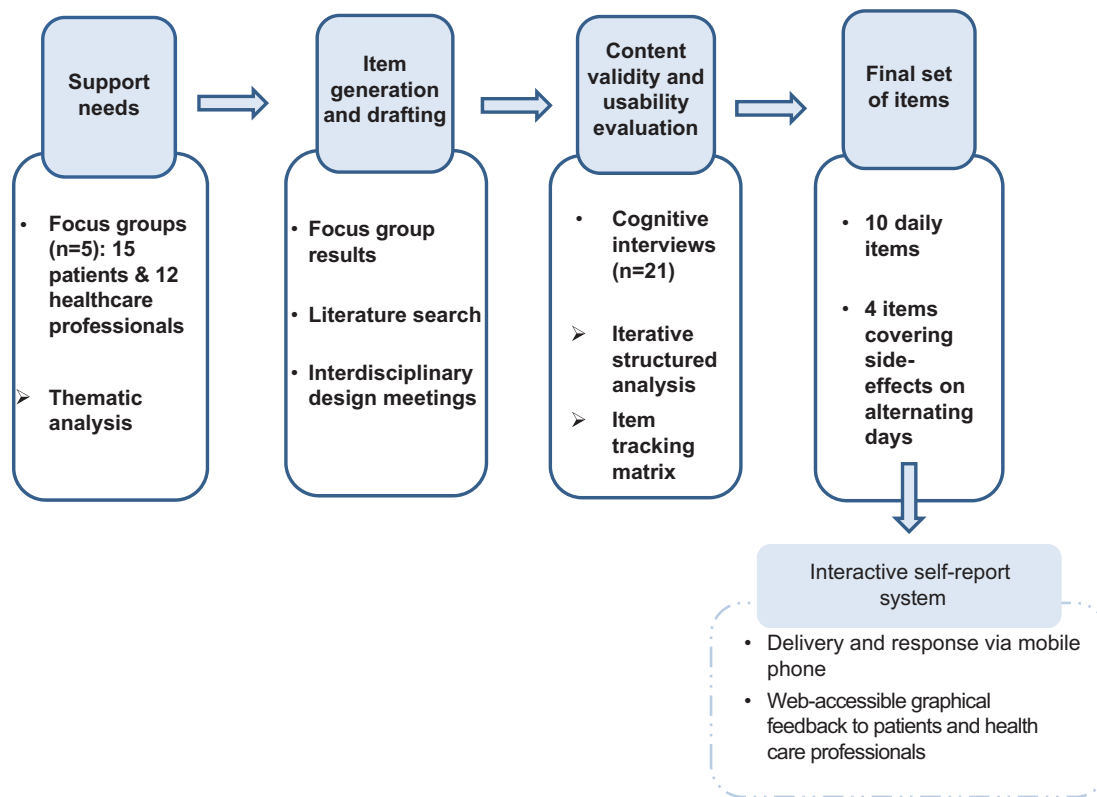 Support
needs
• Focus groups
(n=5): 15
patients & 12
healthcare
professionals
➢ Thematic
analysis
Item
generation
and drafting
• Focus group
results
• Literature search
• Interdisciplinary
design meetings
Content
validity and
usability
evaluation
• Cognitive
interviews
(n=21)
➢ Iterative
structured
analysis
➢ Item
tracking
matrix
Final set
of items
• 10 daily
items
• 4 items
covering
side-
effects on
alternating
days
Interactive self-report
system
• Delivery and response via mobile
phone
• Web-accessible graphical
feedback to patients and health
care professionals